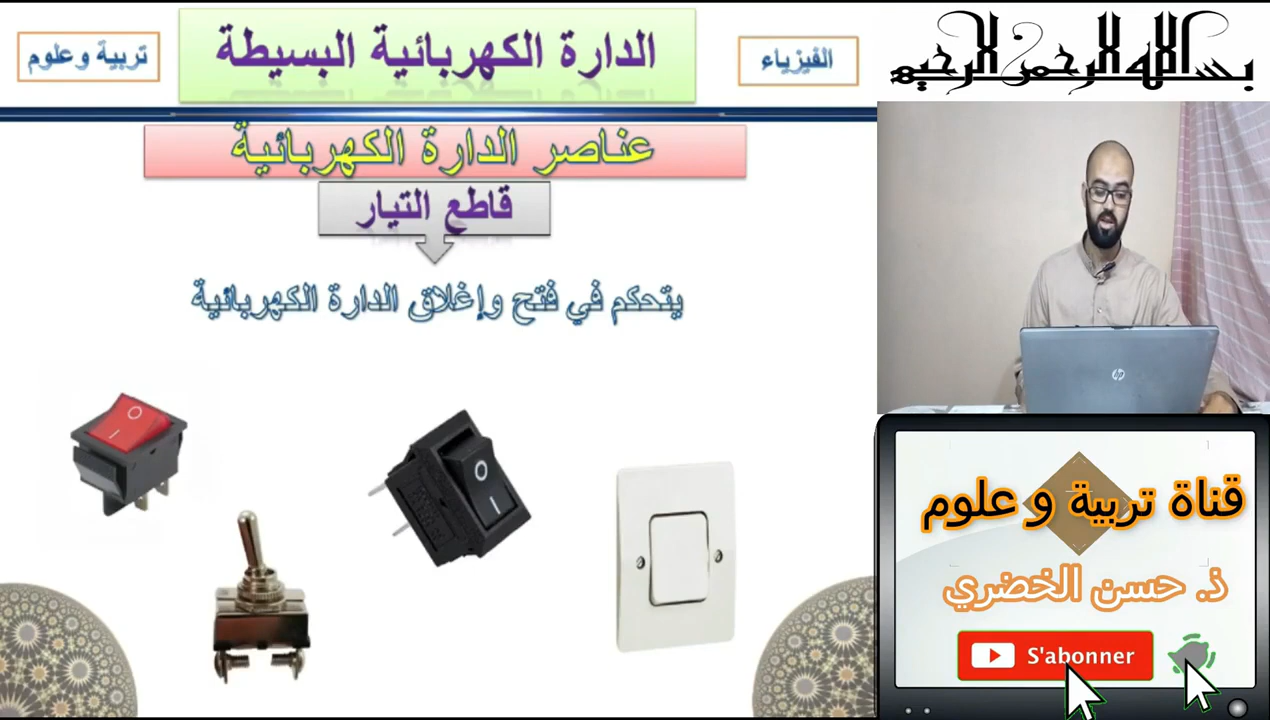 الفيزياء
الدارة الكهربائية البسيطة
تربية وعلوم
عناصر الدارة الكهربائية
قاطع التيار
يتحكم في فتح وإغلاق الدارة الكهربائية
بسم الله الرحمن الرحيم
hp
قناة تربية و علوم
ذ. حسن الخضري
S'abonner